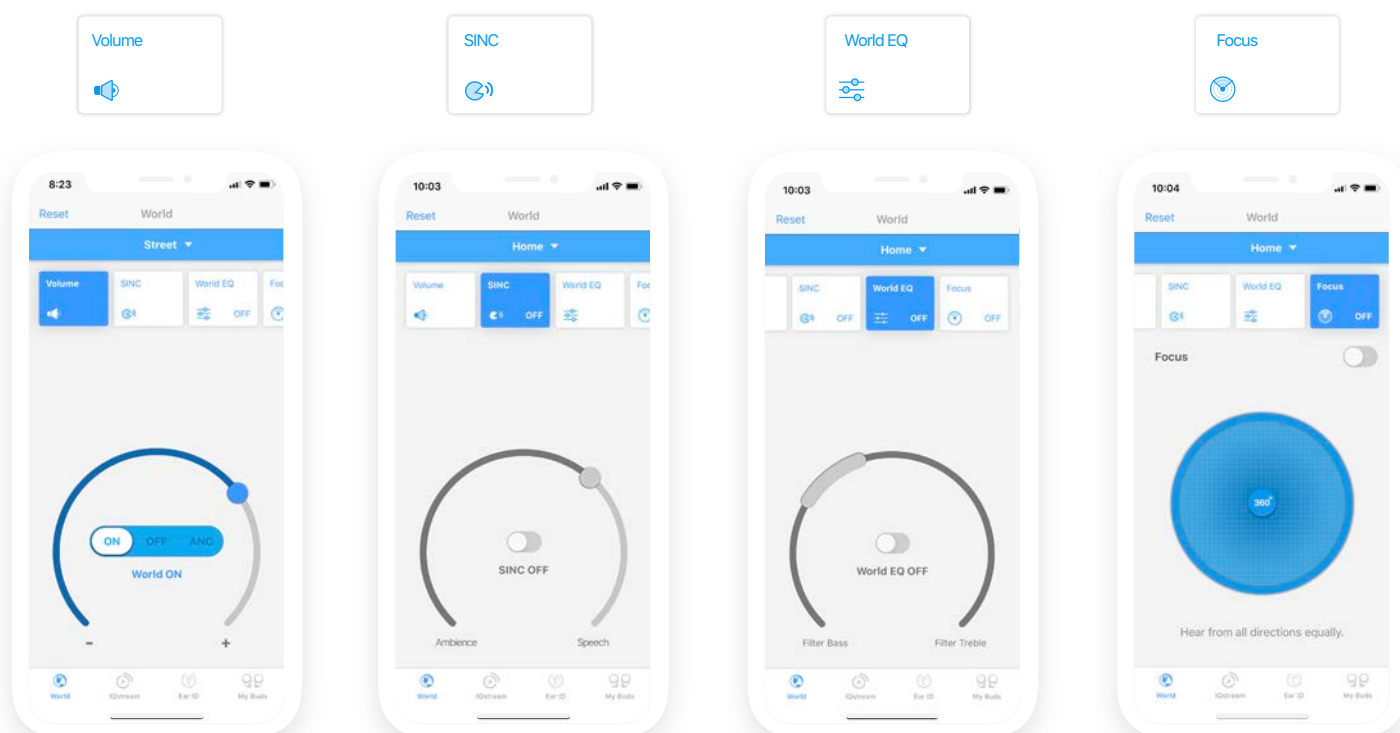 Volume
SINC
World EQ
Focus
8:23
Reset World
Street
Volume SINC World EQ Foc
OFF
ON OFF ANC
World ON
- +
World IQstream Ear ID My Buds
10:03
Reset World
Home
Volume SINC World EQ Foc
OFF
SINC OFF
Ambience Speech
World IQstream Ear ID My Buds
10:03
Reset World
Home
SINC World EQ Focus
OFF OFF OFF
World EQ OFF
Filter Bass Filter Treble
World IQstream Ear ID My Buds
10:04
Reset World
Home
SINC World EQ Focus
OFF
Focus
360°
Hear from all directions equally.
World IQstream Ear ID My Buds